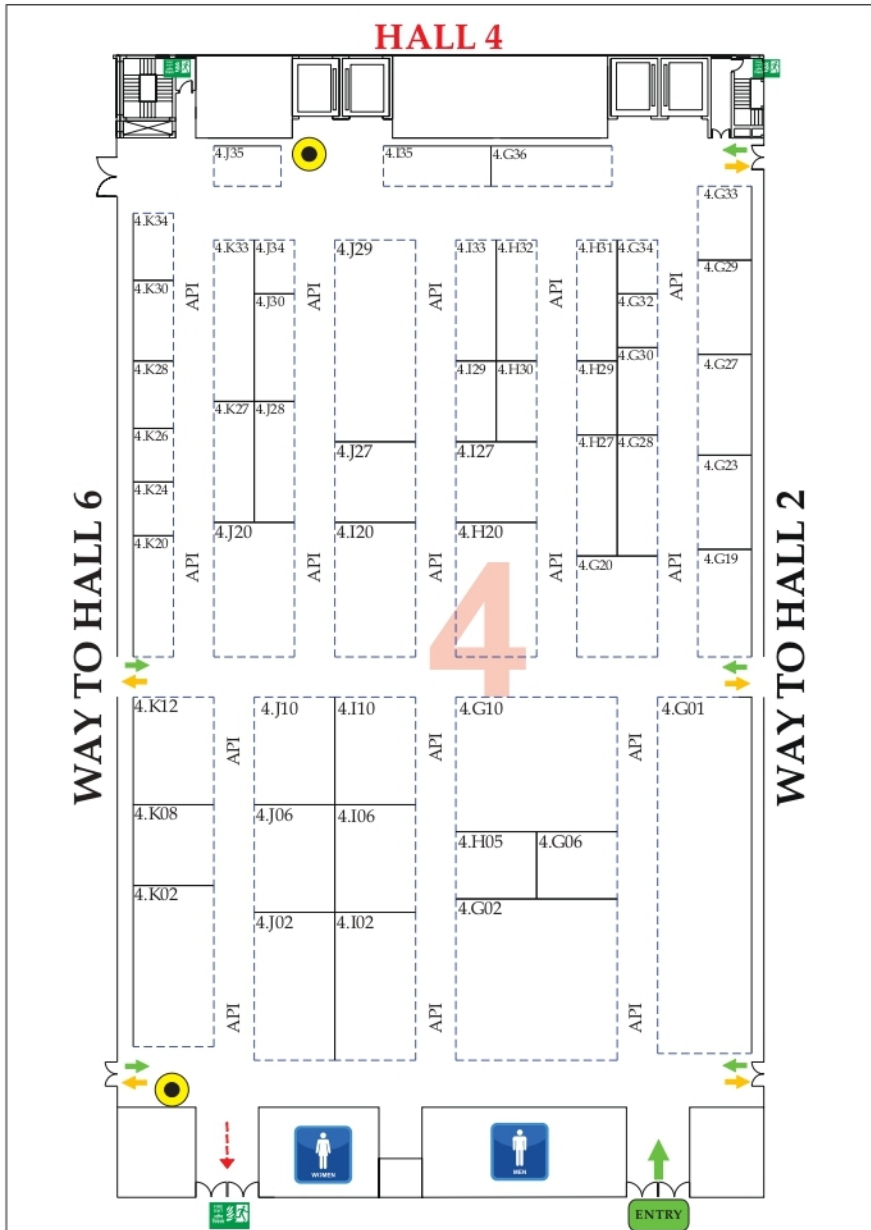 HALL 4
4.J35
4.I35
4.G36
4.G33
4.K34
4.K33
4.J34
4.J29
4.I33
4.H32
4.H31
4.G34
4.G29
4.K30
API
4.J30
API
API
API
4.G32
API
4.K28
4.I29
4.H30
4.H29
4.G30
4.G27
4.K26
4.K27
4.J28
4.J27
4.I27
4.H27
4.G28
4.G23
4.K24
4.J20
4.I20
4.H20
4.K20
4.G20
4.G19
API
API
API
API
API
4
WAY TO HALL 6
WAY TO HALL 2
4.K12
4.J10
4.I10
4.G10
4.G01
API
API
API
4.K08
4.J06
4.I06
4.H05
4.G06
4.K02
4.J02
4.I02
4.G02
API
API
API
WOMEN
MEN
ENTRY